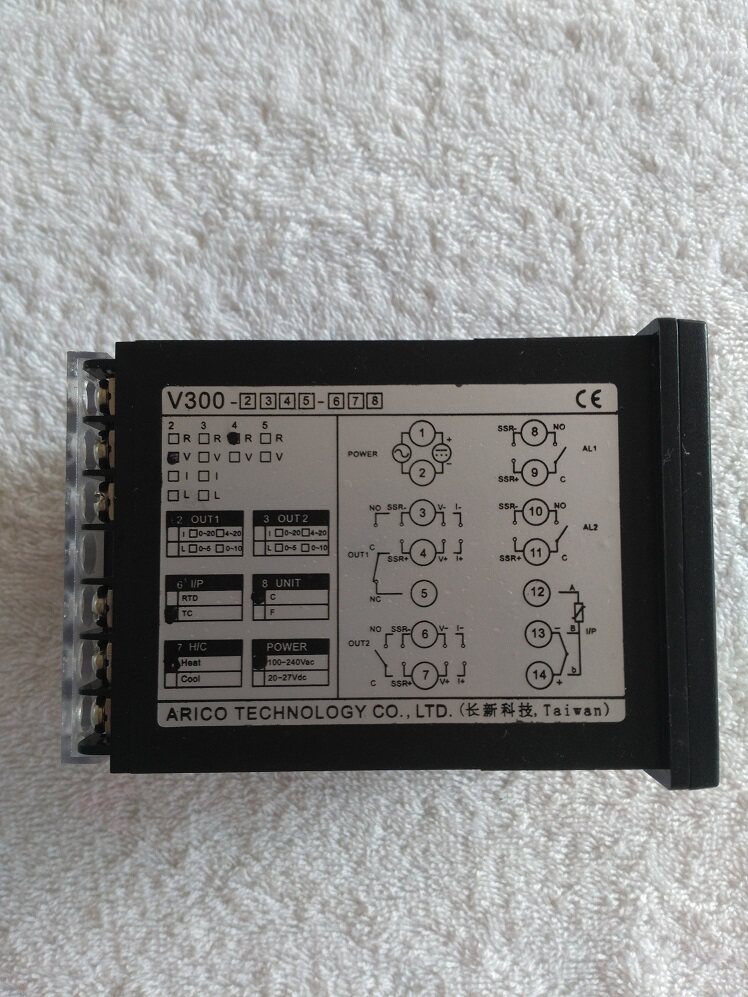 V300-2345-678 CE
2 3 4 5
R R R R
V V V V
I I
L L
2 OUT1
I 0~20 4~20
L 0~5 0~10
3 OUT2
I 0~20 4~20
L 0~5 0~10
6 I/P
RTD
TC
8 UNIT
C
F
7 H/C
Heat
Cool
POWER
100~240Vac
20~27Vdc
POWER 1 + 2 −
NO SSR- 3 V- I-
OUT1 C SSR+ 4 V+ I+
NC 5
OUT2 NO SSR- 6 V- I-
C SSR+ 7 V+ I+
SSR- 8 NO AL1
SSR+ 9 C
SSR- 10 NO AL2
SSR+ 11 C
12 A
13 − B I/P
14 + b
ARICO TECHNOLOGY CO., LTD. (长新科技, Taiwan)